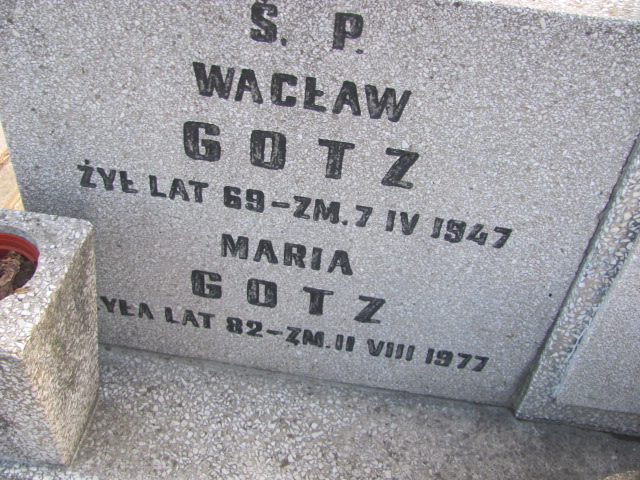 Ś. P.
WACŁAW
GOTZ
ŻYŁ LAT 69-ZM. 7 IV 1947
MARIA
GOTZ
YŁA LAT 82-ZM. 11 VIII 1977